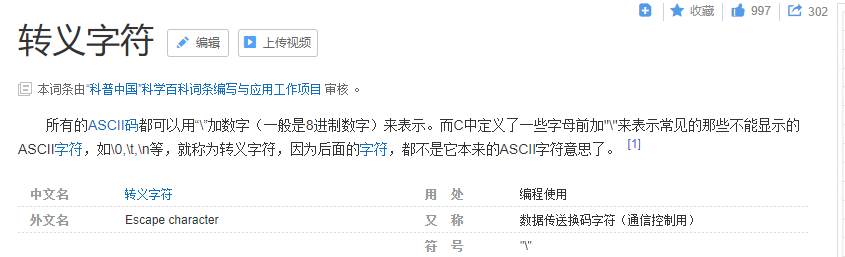 收藏 997 302
转义字符 编辑 上传视频
本词条由“科普中国”科学百科词条编写与应用工作项目 审核 。
所有的ASCII码都可以用“\”加数字（一般是8进制数字）来表示。而C中定义了一些字母前加"\"来表示常见的那些不能显示的
ASCII字符，如\0,\t,\n等，就称为转义字符，因为后面的字符，都不是它本来的ASCII字符意思了。 [1]
中文名 转义字符 用 处 编程使用
外文名 Escape character 又 称 数据传送换码字符（通信控制用）
符 号 "\"